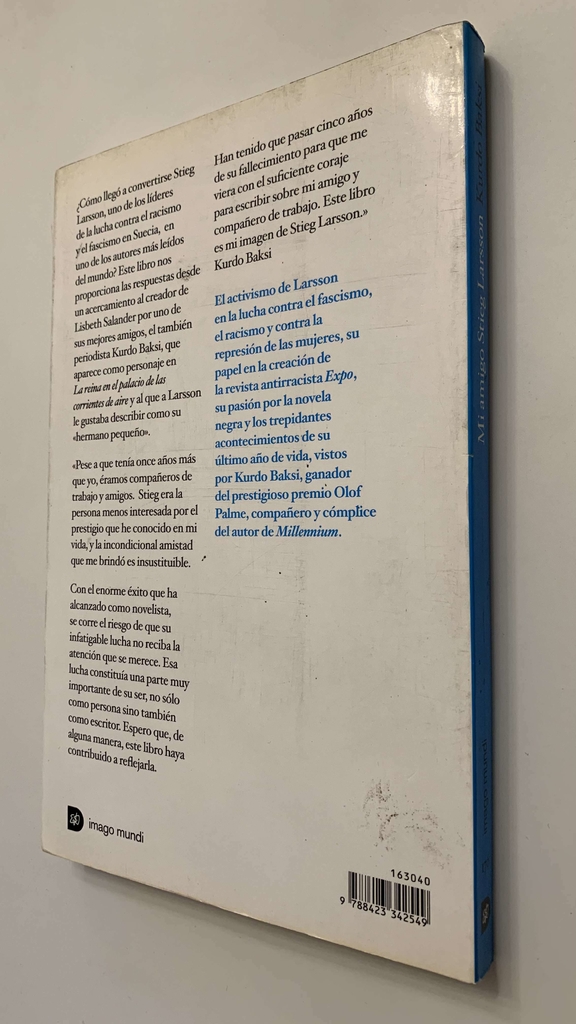 ¿Cómo llegó a convertirse Stieg
Larsson, uno de los líderes
de la lucha contra el racismo
y el fascismo en Suecia, en
uno de los autores más leídos
del mundo? Este libro nos
proporciona las respuestas desde
un acercamiento al creador de
Lisbeth Salander por uno de
sus mejores amigos, el también
periodista Kurdo Baksi, que
aparece como personaje en
La reina en el palacio de las
corrientes de aire y al que a Larsson
le gustaba describir como su
«hermano pequeño».
«Pese a que tenía once años más
que yo, éramos compañeros de
trabajo y amigos. Stieg era la
persona menos interesada por el
prestigio que he conocido en mi
vida, y la incondicional amistad
que me brindó es insustituible.
Con el enorme éxito que ha
alcanzado como novelista,
se corre el riesgo de que su
infatigable lucha no reciba la
atención que se merece. Esa
lucha constituía una parte muy
importante de su ser, no sólo
como persona sino también
como escritor. Espero que, de
alguna manera, este libro haya
contribuido a reflejarla.
Han tenido que pasar cinco años
de su fallecimiento para que me
viera con el suficiente coraje
para escribir sobre mi amigo y
compañero de trabajo. Este libro
es mi imagen de Stieg Larsson.»
Kurdo Baksi
El activismo de Larsson
en la lucha contra el fascismo,
el racismo y contra la
represión de las mujeres, su
papel en la creación de
la revista antirracista Expo,
su pasión por la novela
negra y los trepidantes
acontecimientos de su
último año de vida, vistos
por Kurdo Baksi, ganador
del prestigioso premio Olof
Palme, compañero y cómplice
del autor de Millennium.
imago mundi
163040
9 788423 342549
Mi amigo Stieg Larsson Kurdo Baksi
imago mundi